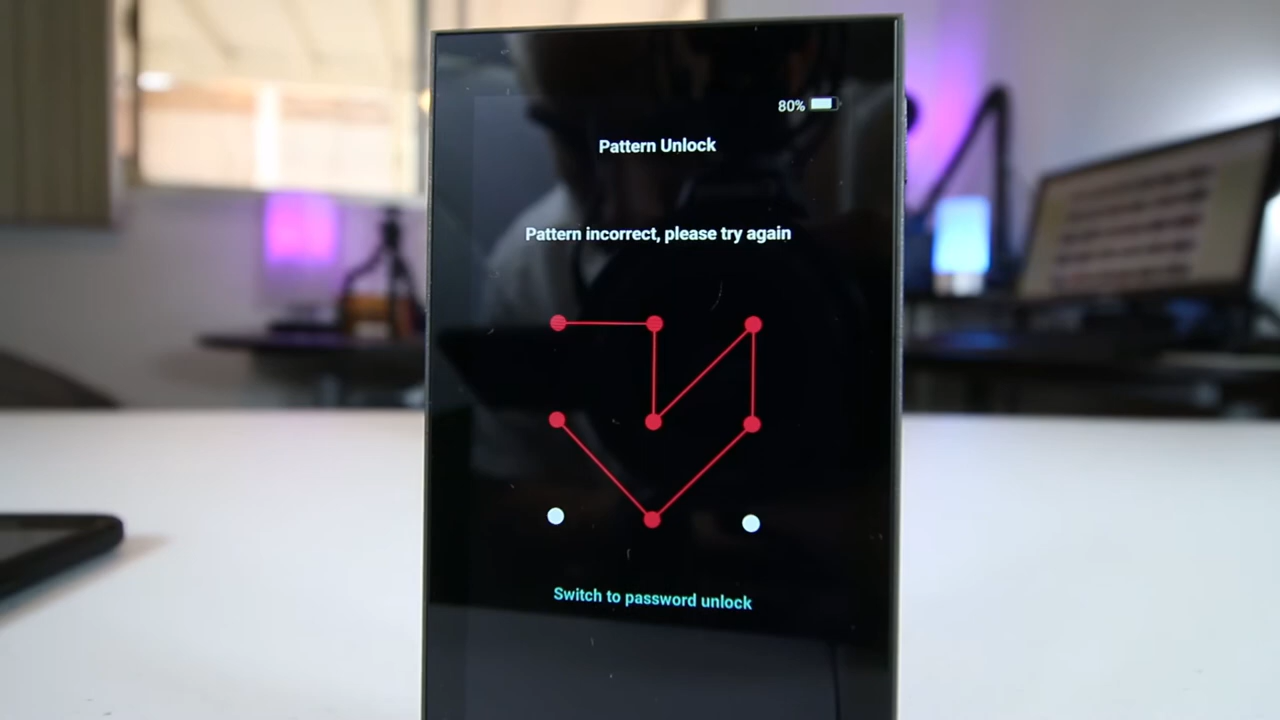 80%
Pattern Unlock
Pattern incorrect, please try again
Switch to password unlock